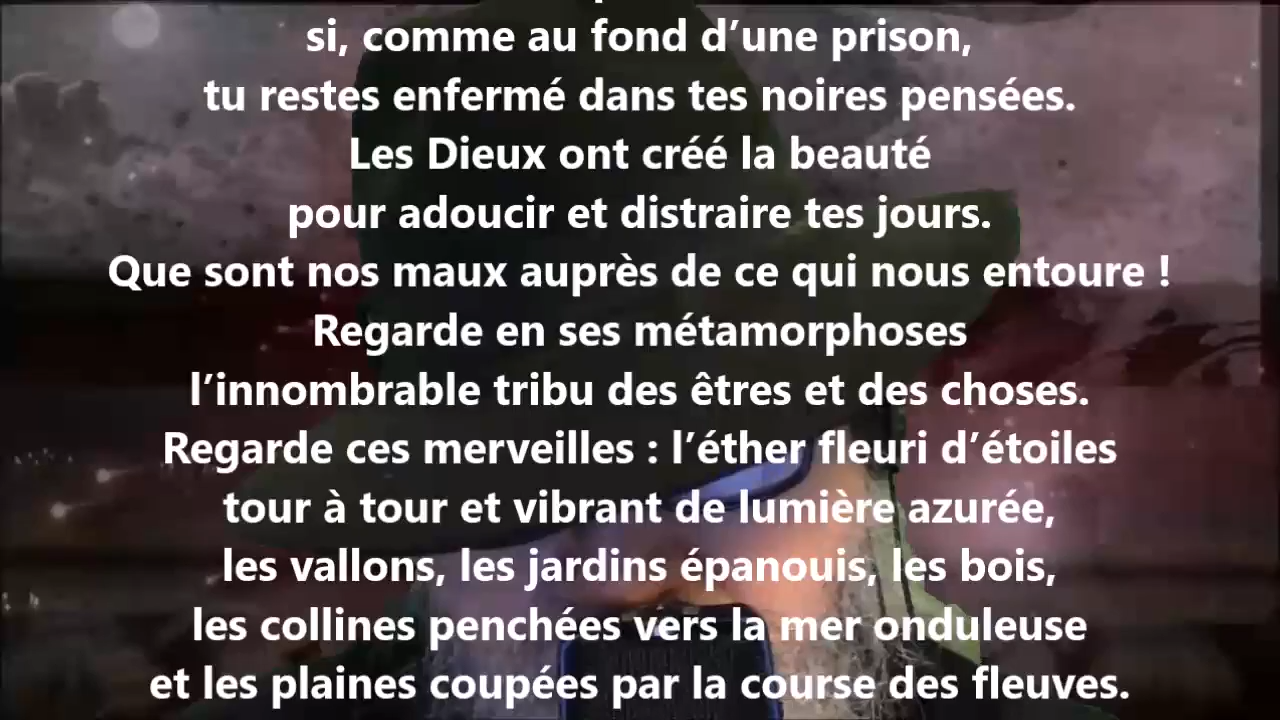 si, comme au fond d’une prison,
tu restes enfermé dans tes noires pensées.
Les Dieux ont créé la beauté
pour adoucir et distraire tes jours.
Que sont nos maux auprès de ce qui nous entoure !
Regarde en ses métamorphoses
l’innombrable tribu des êtres et des choses.
Regarde ces merveilles : l’éther fleuri d’étoiles
tour à tour et vibrant de lumière azurée,
les vallons, les jardins épanouis, les bois,
les collines penchées vers la mer onduleuse
et les plaines coupées par la course des fleuves.